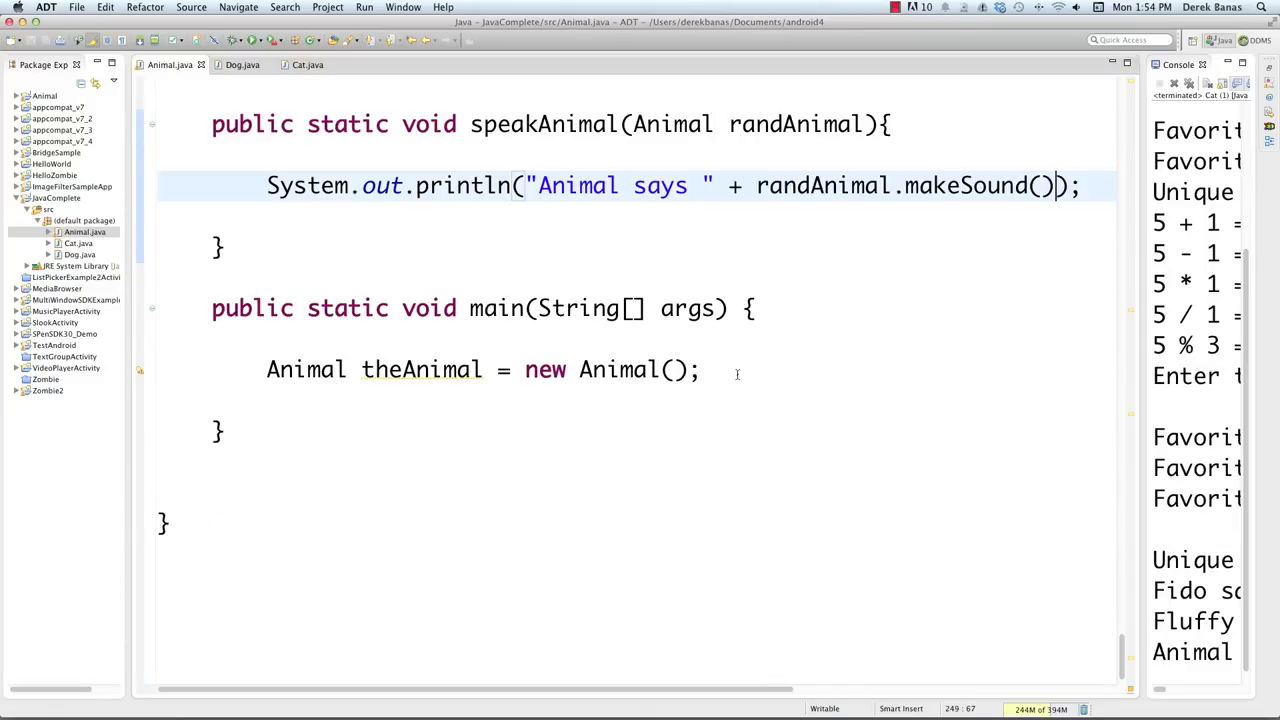 ADT File Edit Refactor Source Navigate Search Project Run Window Help 10 Mon 1:54 PM Derek Banas
Java - JavaComplete/src/Animal.java - ADT - /Users/derekbanas/Documents/android4
Quick Access Java DDMS
Package Exp
Animal
appcompat_v7
appcompat_v7_2
appcompat_v7_3
appcompat_v7_4
BridgeSample
HelloWorld
HelloZombie
ImageFilterSampleApp
JavaComplete
src
(default package)
Animal.java
Cat.java
Dog.java
JRE System Library [Ja
ListPickerExample2Activi
MediaBrowser
MultiWindowSDKExample
MusicPlayerActivity
SlookActivity
SPenSDK30_Demo
TestAndroid
TextGroupActivity
VideoPlayerActivity
Zombie
Zombie2
Animal.java Dog.java Cat.java
public static void speakAnimal(Animal randAnimal){
System.out.println("Animal says " + randAnimal.makeSound());
}
public static void main(String[] args) {
Animal theAnimal = new Animal();
}
}
Console
<terminated> Cat (1) [Java
Favorit
Favorit
Unique
5 + 1 =
5 - 1 =
5 * 1 =
5 / 1 =
5 % 3 =
Enter t
Favorit
Favorit
Favorit
Unique
Fido sa
Fluffy
Animal
Writable Smart Insert 249 : 67 244M of 394M